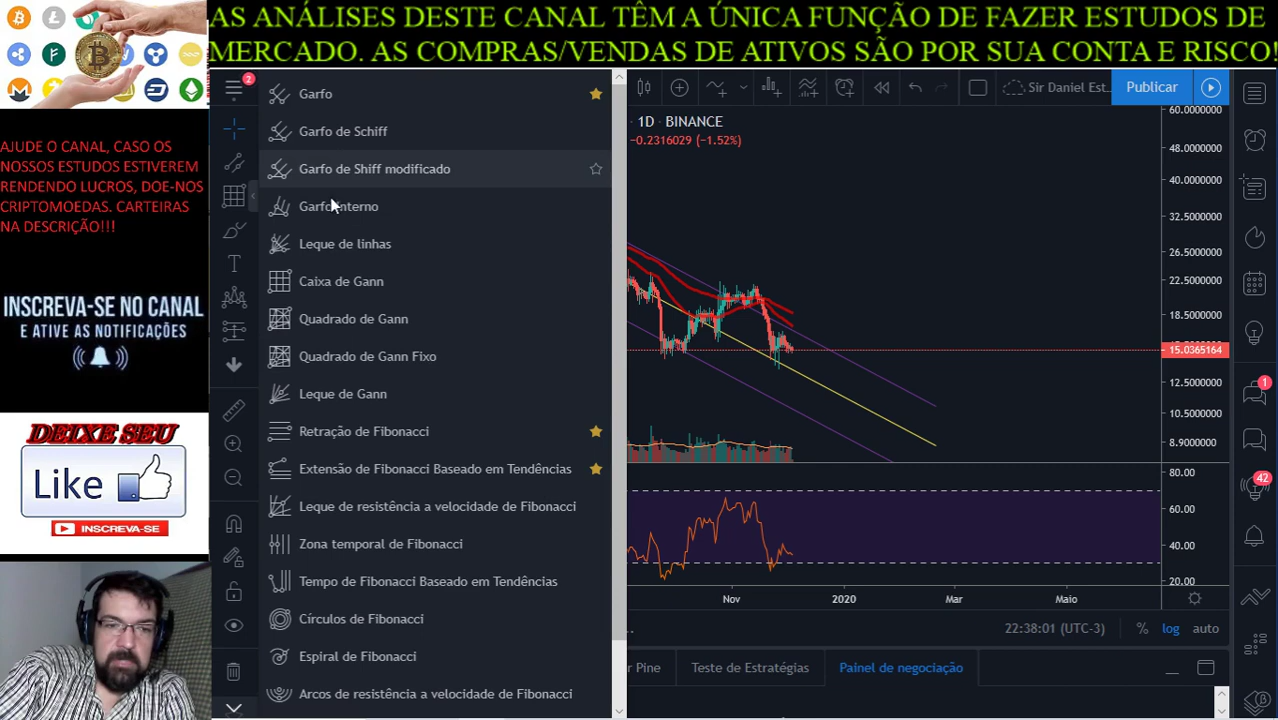 AS ANÁLISES DESTE CANAL TÊM A ÚNICA FUNÇÃO DE FAZER ESTUDOS DE
MERCADO. AS COMPRAS/VENDAS DE ATIVOS SÃO POR SUA CONTA E RISCO!
AJUDE O CANAL, CASO OS
NOSSOS ESTUDOS ESTIVEREM
RENDENDO LUCROS, DOE-NOS
CRIPTOMOEDAS. CARTEIRAS
NA DESCRIÇÃO!!!
INSCREVA-SE NO CANAL
E ATIVE AS NOTIFICAÇÕES
DEIXE SEU
Like
INSCREVA-SE
2
Garfo
Garfo de Schiff
Garfo de Shiff modificado
Garfo interno
Leque de linhas
Caixa de Gann
Quadrado de Gann
Quadrado de Gann Fixo
Leque de Gann
Retração de Fibonacci
Extensão de Fibonacci Baseado em Tendências
Leque de resistência a velocidade de Fibonacci
Zona temporal de Fibonacci
Tempo de Fibonacci Baseado em Tendências
Círculos de Fibonacci
Espiral de Fibonacci
Arcos de resistência a velocidade de Fibonacci
Sir Daniel Est...
Publicar
1D - BINANCE
-0.2316029 (-1.52%)
60.0000000
48.0000000
40.0000000
32.5000000
26.5000000
22.5000000
18.5000000
15.0365164
12.5000000
10.5000000
8.9000000
80.00
60.00
40.00
20.00
Nov
2020
Mar
Maio
22:38:01 (UTC-3)
%
log
auto
r Pine
Teste de Estratégias
Painel de negociação
1
42